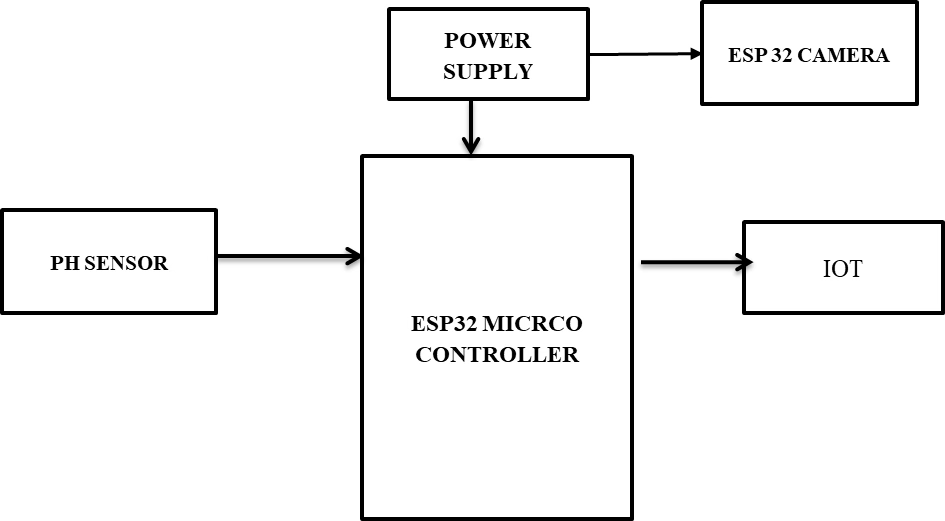 POWER
SUPPLY
ESP 32 CAMERA
PH SENSOR
IOT
ESP32 MICRCO
CONTROLLER